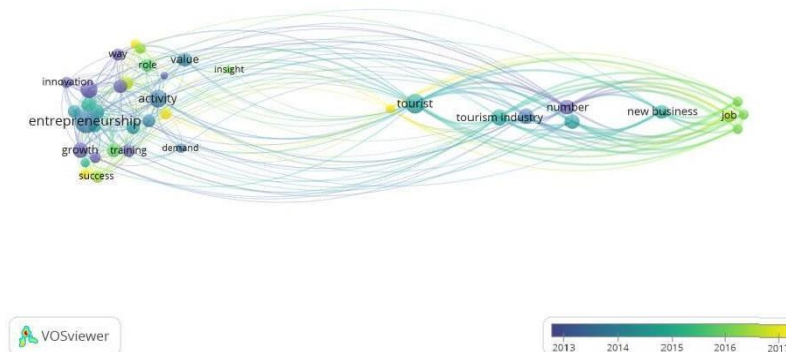 way
role
value
insight
innovation
activity
entrepreneurship
growth
training
demand
success
tourist
tourism industry
number
new business
job
VOSviewer
2013 2014 2015 2016 2017